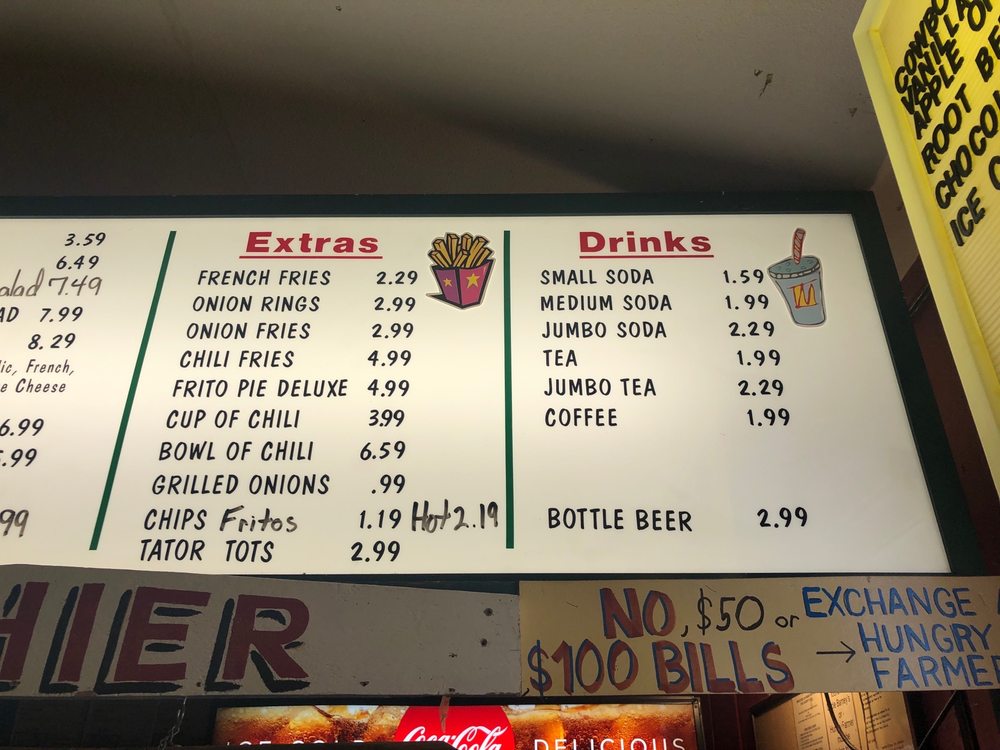 3.59
6.49
7.49
7.99
8.29
French,
Cheese
6.99
.99
99
Extras
FRENCH FRIES 2.29
ONION RINGS 2.99
ONION FRIES 2.99
CHILI FRIES 4.99
FRITO PIE DELUXE 4.99
CUP OF CHILI 3.99
BOWL OF CHILI 6.59
GRILLED ONIONS .99
CHIPS Fritos 1.19 Hot 2.19
TATOR TOTS 2.99
Drinks
SMALL SODA 1.59
MEDIUM SODA 1.99
JUMBO SODA 2.29
TEA 1.99
JUMBO TEA 2.29
COFFEE 1.99
BOTTLE BEER 2.99
VANILLA
APPLE
ROOT
ICE
HIER
NO, $50 or
$100 BILLS
EXCHANGE
→ HUNGRY
FARMER
Coca-Cola
DELICIOUS